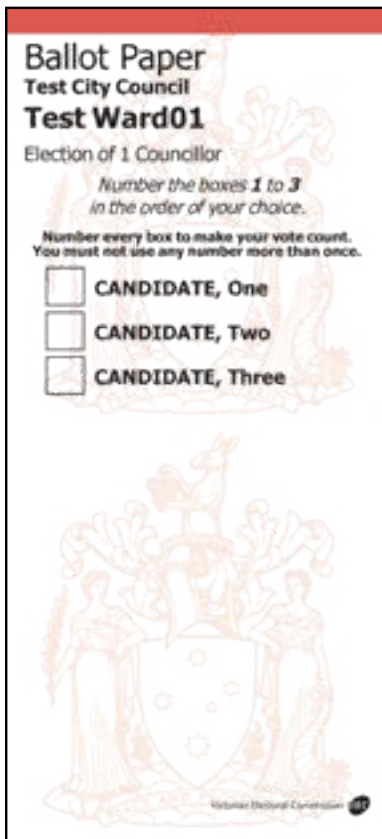 Ballot Paper
Test City Council
Test Ward01
Election of 1 Councillor
Number the boxes 1 to 3
in the order of your choice.
Number every box to make your vote count.
You must not use any number more than once.
CANDIDATE, One
CANDIDATE, Two
CANDIDATE, Three
Victorian Electoral Commission